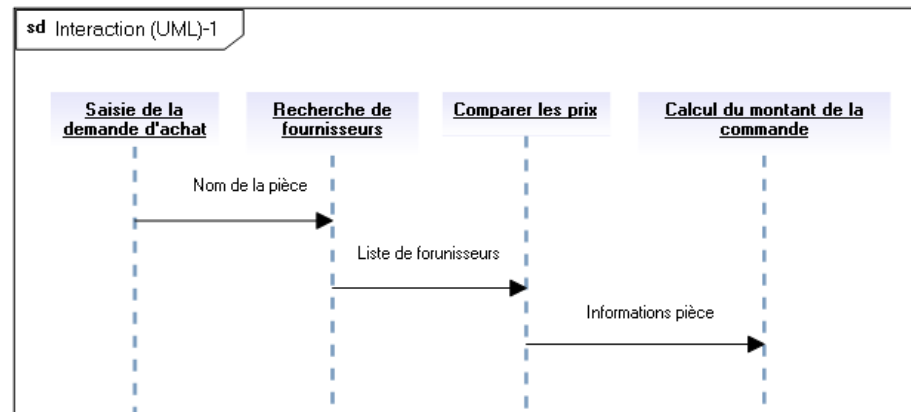 sd Interaction (UML)-1
Saisie de la
demande d'achat
Recherche de
fournisseurs
Comparer les prix
Calcul du montant de la
commande
Nom de la pièce
Liste de forunisseurs
Informations pièce